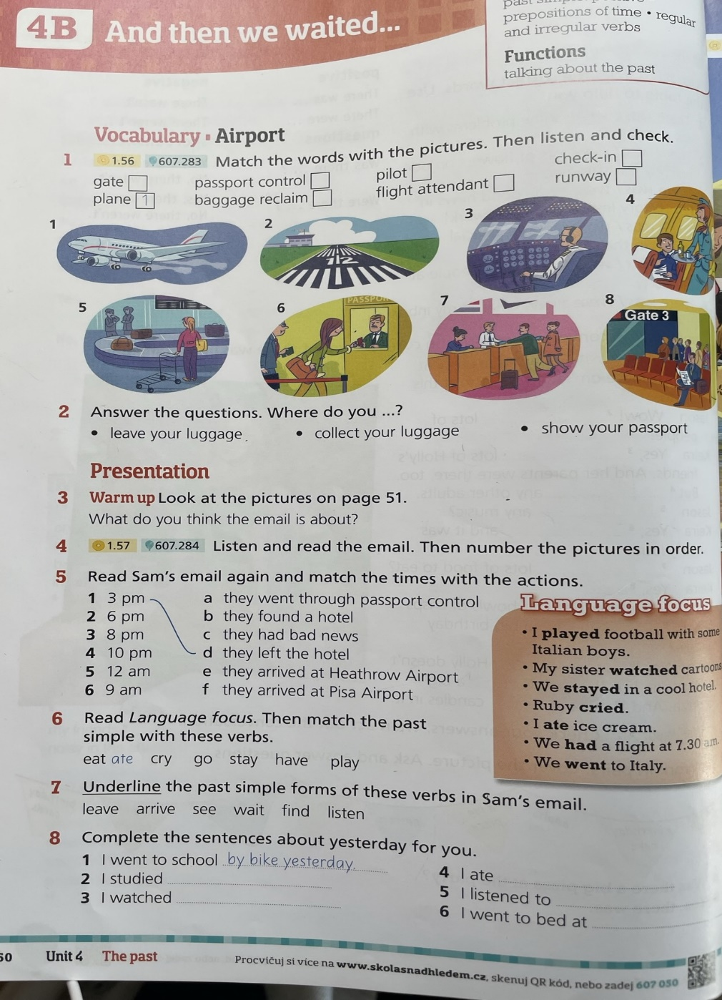 4B And then we waited...
prepositions of time • regular
and irregular verbs
Functions
talking about the past
Vocabulary ▪ Airport
1 1.56 607.283 Match the words with the pictures. Then listen and check.
gate passport control pilot check-in
plane 1 baggage reclaim flight attendant runway
1 2 3 4
12
5 6 7 8
Gate 3
2 Answer the questions. Where do you ...?
• leave your luggage • collect your luggage • show your passport
Presentation
3 Warm up Look at the pictures on page 51.
What do you think the email is about?
4 1.57 607.284 Listen and read the email. Then number the pictures in order.
5 Read Sam's email again and match the times with the actions.
1 3 pm a they went through passport control
2 6 pm b they found a hotel
3 8 pm c they had bad news
4 10 pm d they left the hotel
5 12 am e they arrived at Heathrow Airport
6 9 am f they arrived at Pisa Airport
Language focus
• I played football with some
Italian boys.
• My sister watched cartoons
• We stayed in a cool hotel.
• Ruby cried.
• I ate ice cream.
• We had a flight at 7.30 am.
• We went to Italy.
6 Read Language focus. Then match the past
simple with these verbs.
eat ate cry go stay have play
7 Underline the past simple forms of these verbs in Sam's email.
leave arrive see wait find listen
8 Complete the sentences about yesterday for you.
1 I went to school by bike yesterday.
2 I studied
3 I watched
4 I ate
5 I listened to
6 I went to bed at
Unit 4 The past
Procvičuj si více na www.skolasnadhledem.cz, skenuj QR kód, nebo zadej 607 050